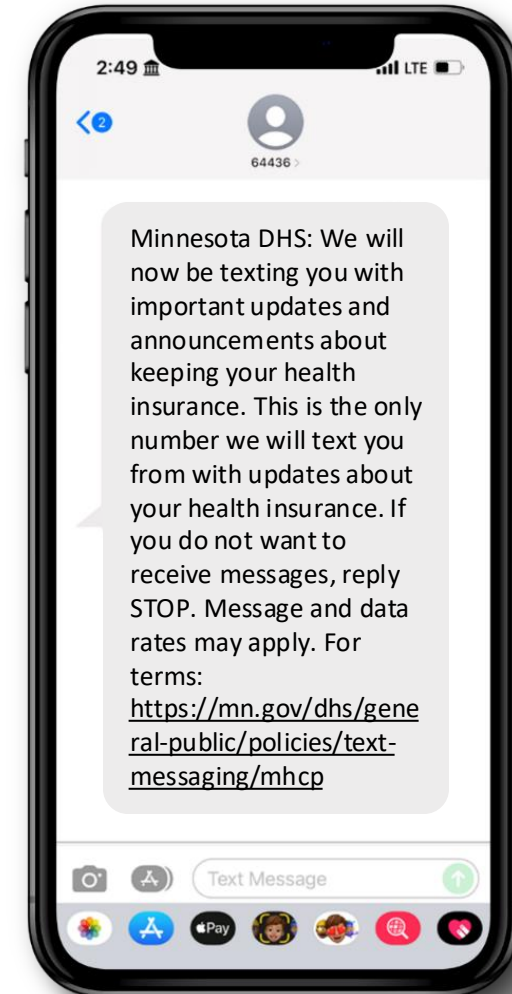 2:49
LTE
2
64436 >
Minnesota DHS: We will
now be texting you with
important updates and
announcements about
keeping your health
insurance. This is the only
number we will text you
from with updates about
your health insurance. If
you do not want to
receive messages, reply
STOP. Message and data
rates may apply. For
terms:
https://mn.gov/dhs/gene
ral-public/policies/text-
messaging/mhcp
Text Message
Pay